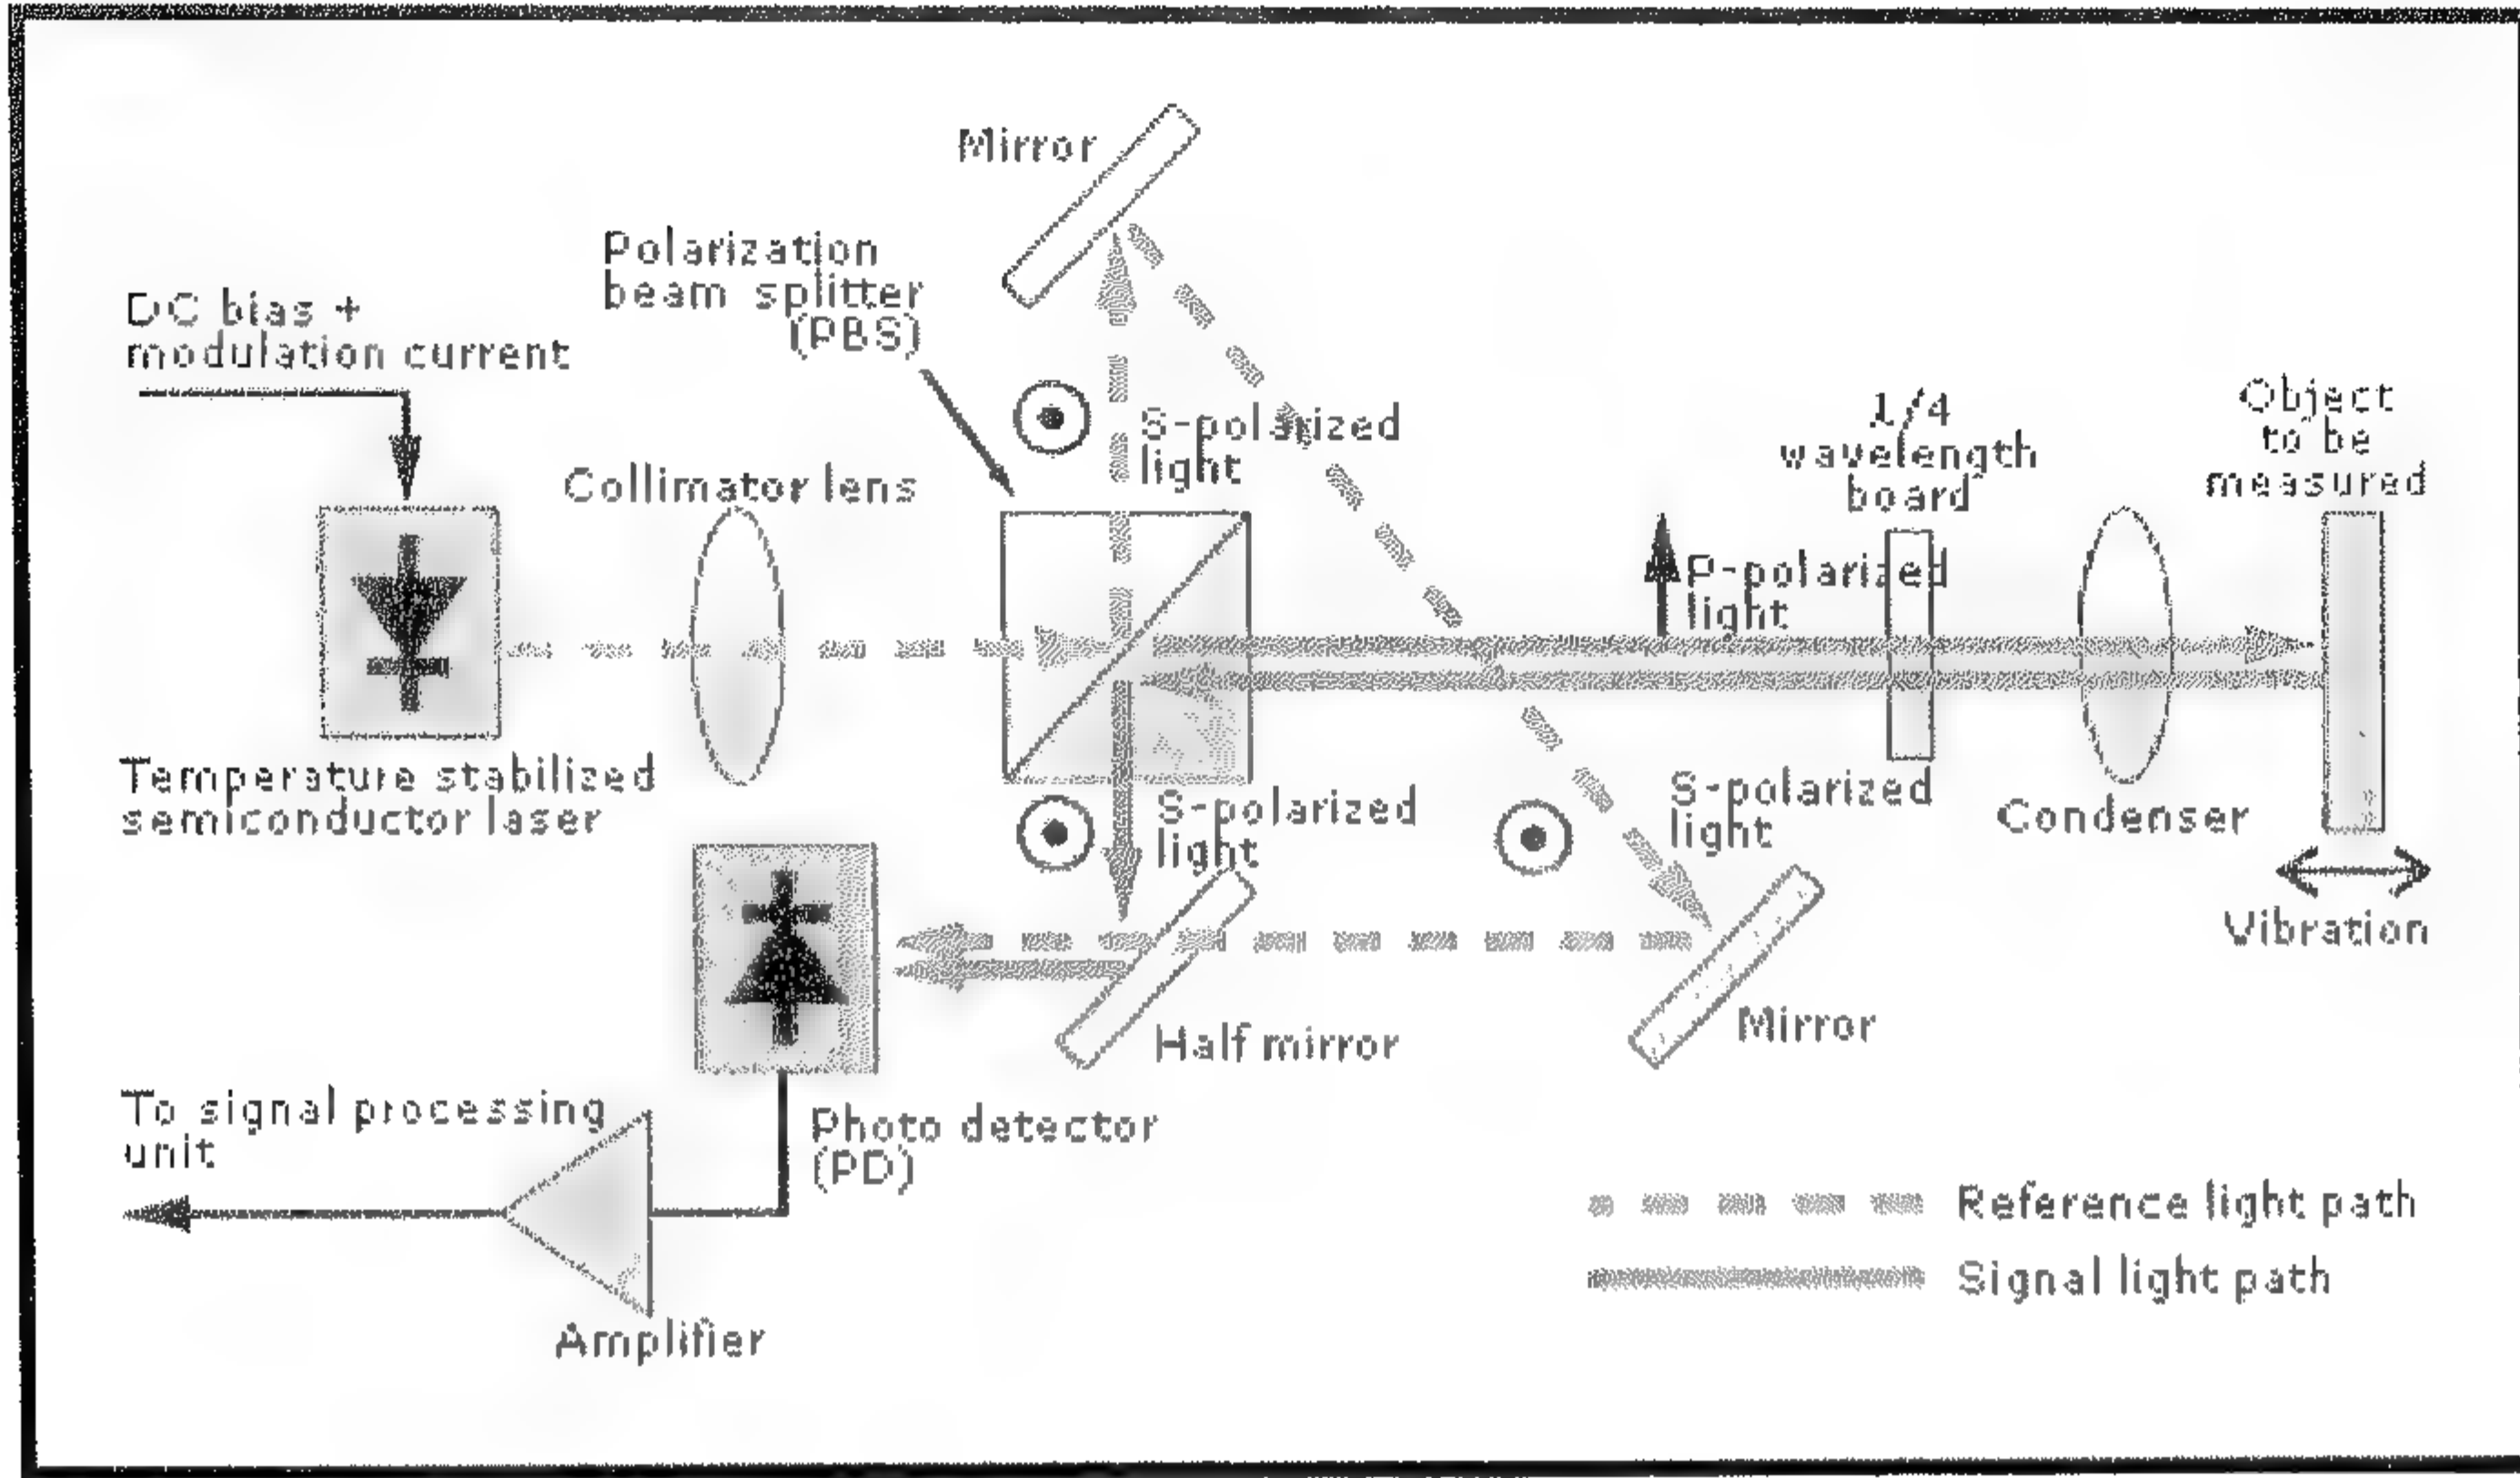 Mirror
Polarization
beam splitter
(PBS)
DC bias +
modulation current
S-polarized
light
1/4
wavelength
board
Object
to be
measured
Collimator lens
P-polarized
light
Temperature stabilized
semiconductor laser
S-polarized
light
S-polarized
light
Condenser
Vibration
Half mirror
Mirror
To signal processing
unit
Photo detector
(PD)
Reference light path
Signal light path
Amplifier